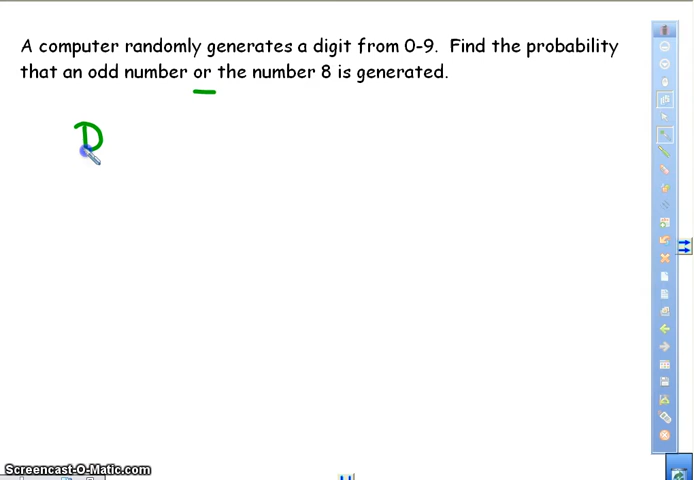 A computer randomly generates a digit from 0-9. Find the probability
that an odd number or the number 8 is generated.
D
Screencast-O-Matic.com